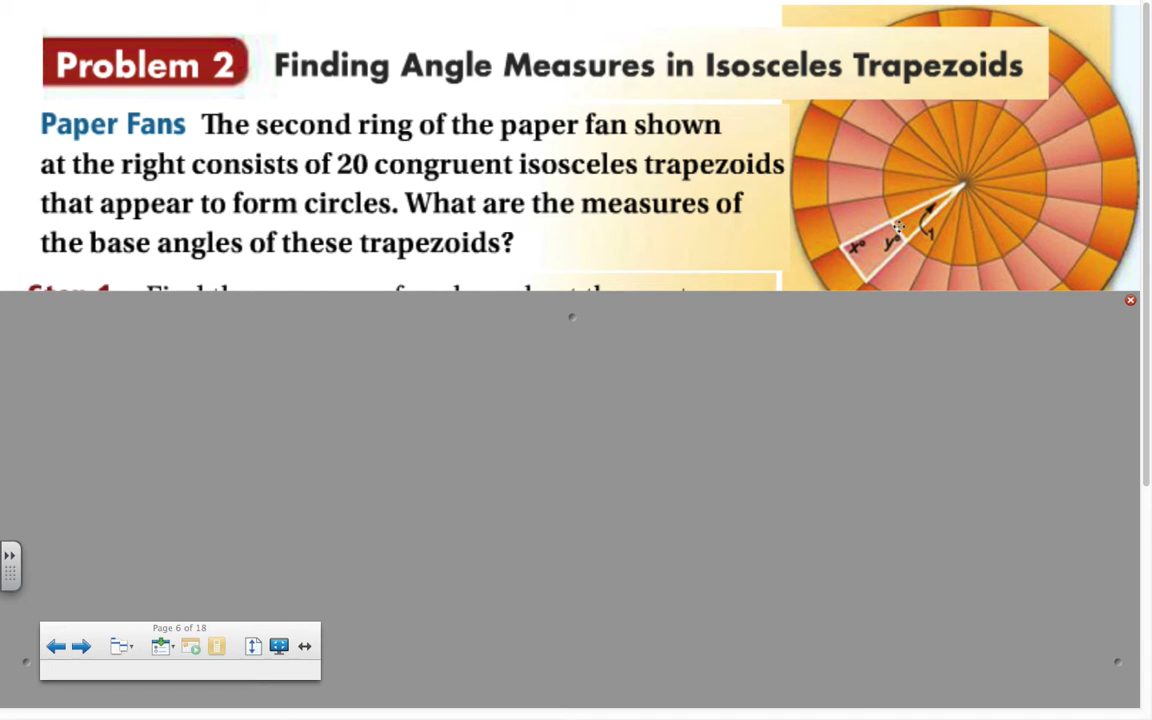 Problem 2 Finding Angle Measures in Isosceles Trapezoids
Paper Fans The second ring of the paper fan shown
at the right consists of 20 congruent isosceles trapezoids
that appear to form circles. What are the measures of
the base angles of these trapezoids?
x° y° 1
Page 6 of 18